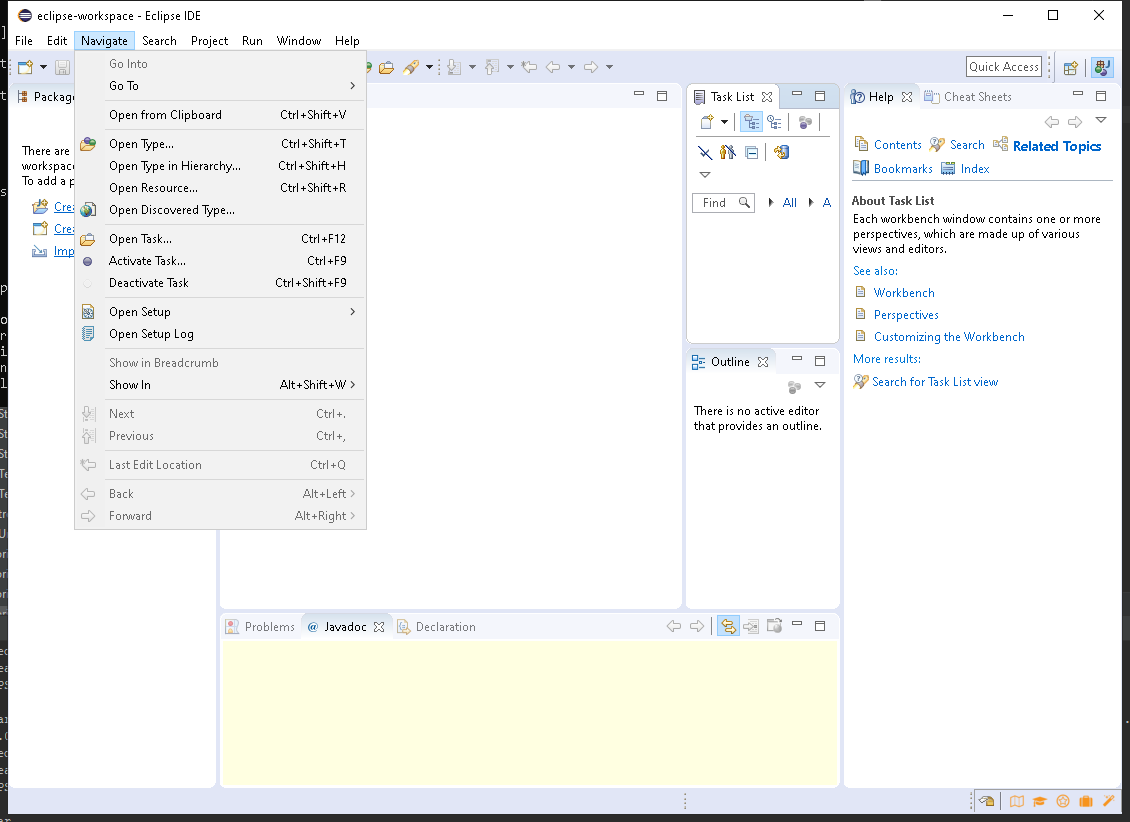 eclipse-workspace - Eclipse IDE
File Edit Navigate Search Project Run Window Help
Quick Access
Go Into
Go To
Open from Clipboard Ctrl+Shift+V
Open Type... Ctrl+Shift+T
Open Type in Hierarchy... Ctrl+Shift+H
Open Resource... Ctrl+Shift+R
Open Discovered Type...
Open Task... Ctrl+F12
Activate Task... Ctrl+F9
Deactivate Task Ctrl+Shift+F9
Open Setup
Open Setup Log
Show in Breadcrumb
Show In Alt+Shift+W
Next Ctrl+.
Previous Ctrl+,
Last Edit Location Ctrl+Q
Back Alt+Left
Forward Alt+Right
Package
There are
workspace
To add a p
Crea
Crea
Imp
Task List
Find All A
Outline
There is no active editor
that provides an outline.
Help Cheat Sheets
Contents Search Related Topics
Bookmarks Index
About Task List
Each workbench window contains one or more
perspectives, which are made up of various
views and editors.
See also:
Workbench
Perspectives
Customizing the Workbench
More results:
Search for Task List view
Problems @ Javadoc Declaration